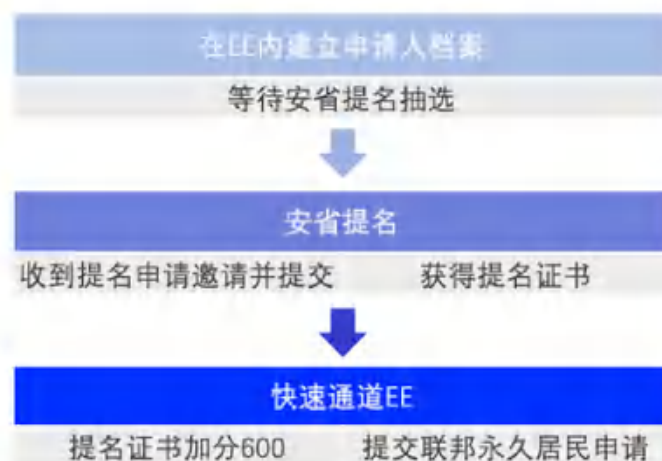 在EE内建立申请人档案
等待安省提名抽选
安省提名
收到提名申请邀请并提交 获得提名证书
快速通道EE
提名证书加分600 提交联邦永久居民申请